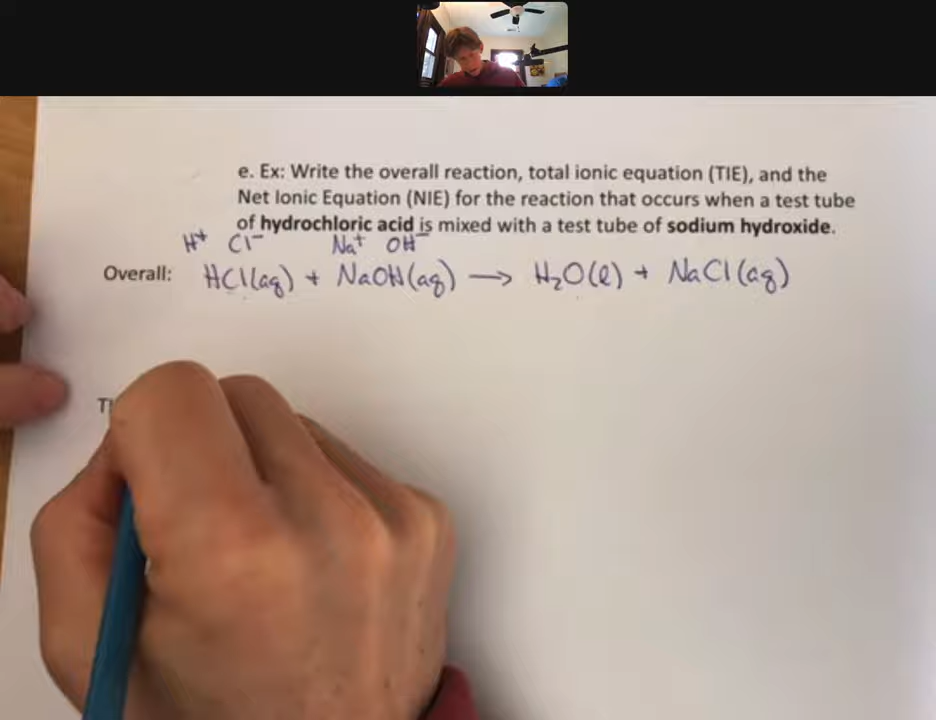 e. Ex: Write the overall reaction, total ionic equation (TIE), and the
Net Ionic Equation (NIE) for the reaction that occurs when a test tube
of hydrochloric acid is mixed with a test tube of sodium hydroxide.
H⁺ Cl⁻ Na⁺ OH⁻
Overall: HCl(aq) + NaOH(aq) → H₂O(l) + NaCl(aq)